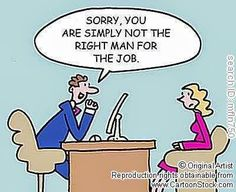 SORRY, YOU
ARE SIMPLY NOT THE
RIGHT MAN FOR
THE JOB.
© Original Artist
Reproduction rights obtainable from
www.CartoonStock.com